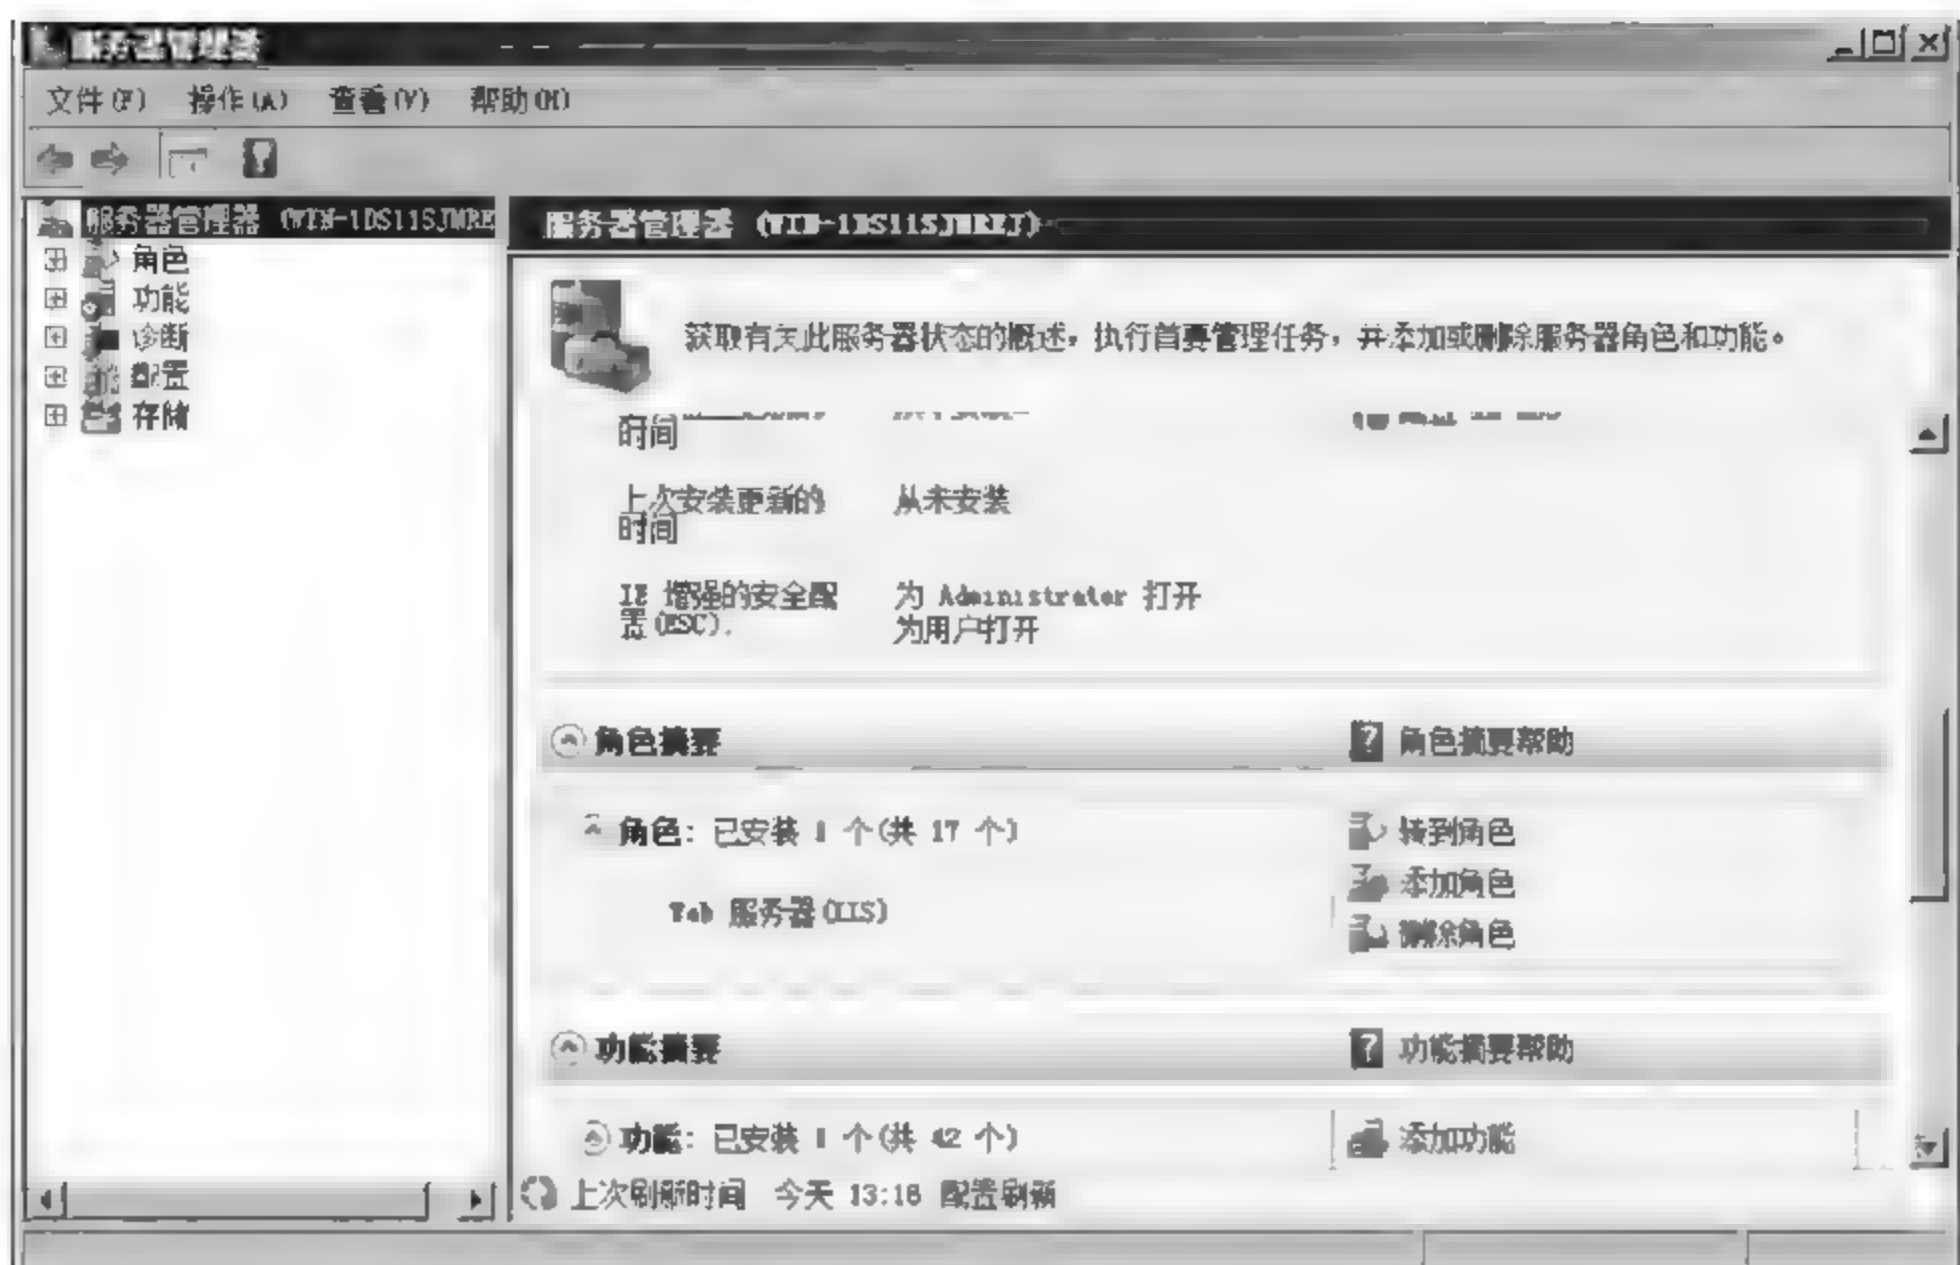 服务器管理器
文件(F) 操作(A) 查看(V) 帮助(H)
服务器管理器 (WIN-1DS11SJMRE
角色
功能
诊断
配置
存储
服务器管理器 (WIN-1DS11SJMREJ)
获取有关此服务器状态的概述，执行首要管理任务，并添加或删除服务器角色和功能。
时间
上次安装更新的 从未安装
时间
IE 增强的安全配 为 Administrator 打开
置(ESC): 为用户打开
角色摘要 角色摘要帮助
角色: 已安装 1 个(共 17 个) 转到角色
添加角色
Web 服务器(IIS)
删除角色
功能摘要 功能摘要帮助
功能: 已安装 1 个(共 42 个) 添加功能
上次刷新时间 今天 13:16 配置刷新